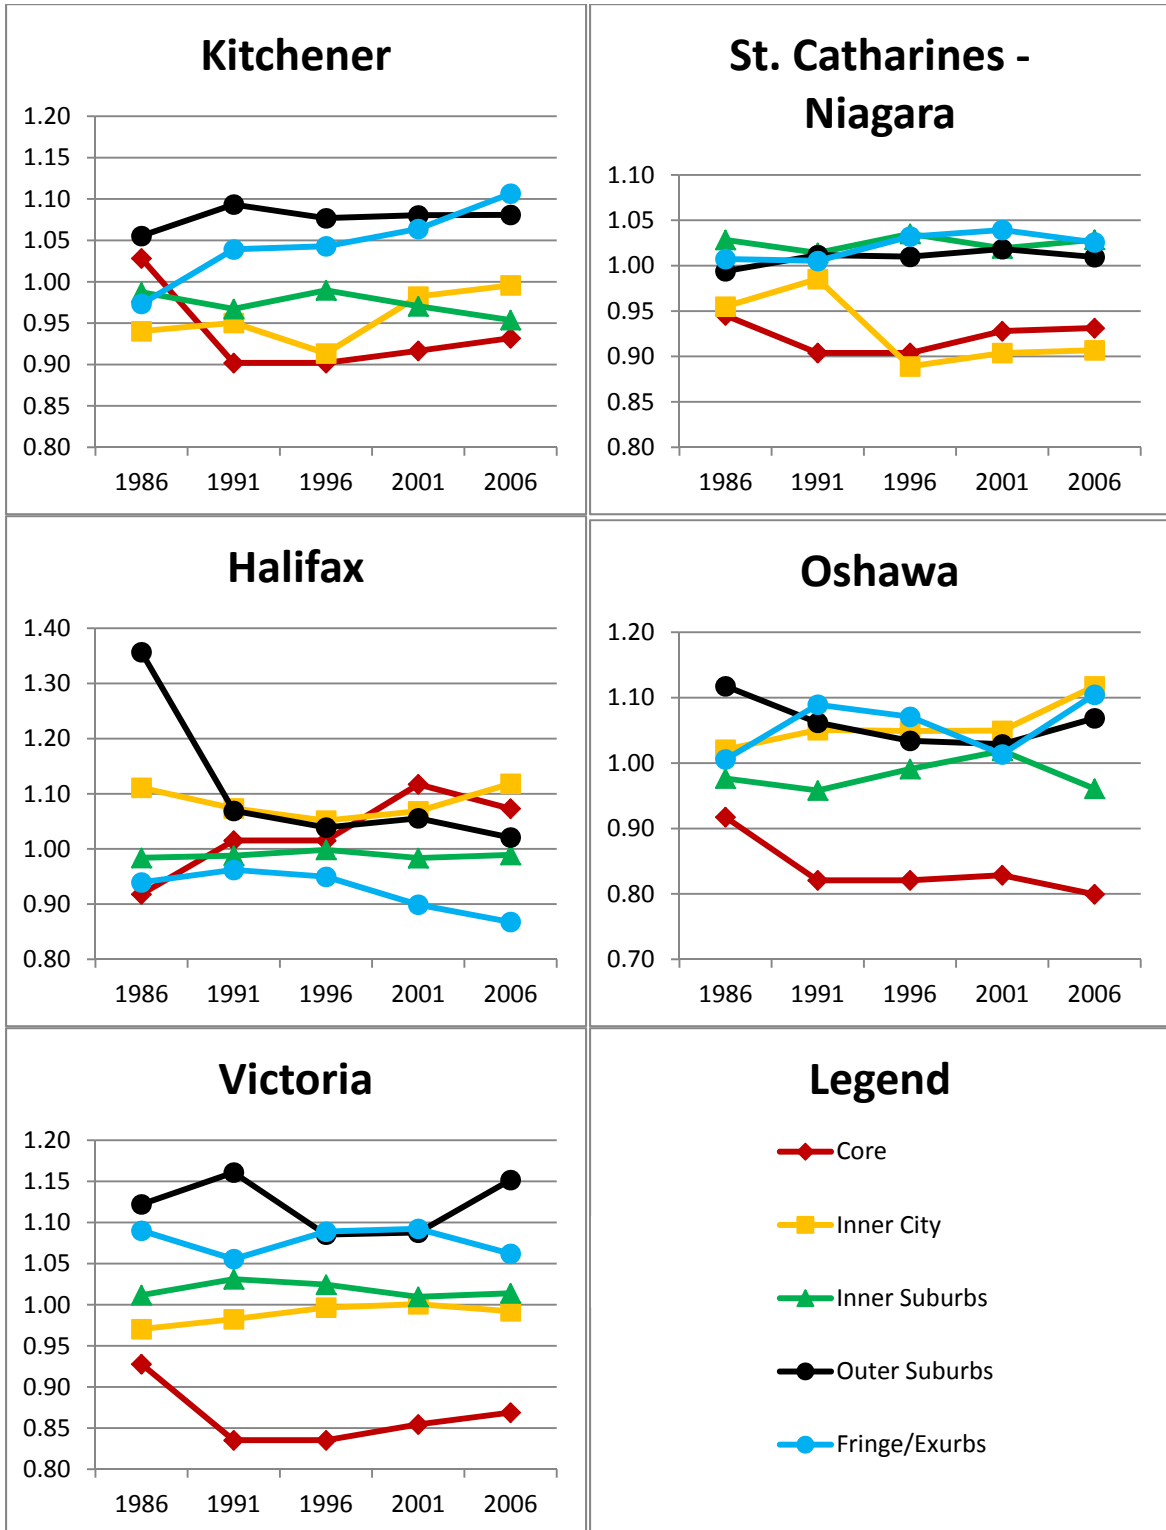 Kitchener
1.20
1.15
1.10
1.05
1.00
0.95
0.90
0.85
0.80
1986 1991 1996 2001 2006
St. Catharines -
Niagara
1.10
1.05
1.00
0.95
0.90
0.85
0.80
1986 1991 1996 2001 2006
Halifax
1.40
1.30
1.20
1.10
1.00
0.90
0.80
1986 1991 1996 2001 2006
Oshawa
1.20
1.10
1.00
0.90
0.80
0.70
1986 1991 1996 2001 2006
Victoria
1.20
1.15
1.10
1.05
1.00
0.95
0.90
0.85
0.80
1986 1991 1996 2001 2006
Legend
Core
Inner City
Inner Suburbs
Outer Suburbs
Fringe/Exurbs